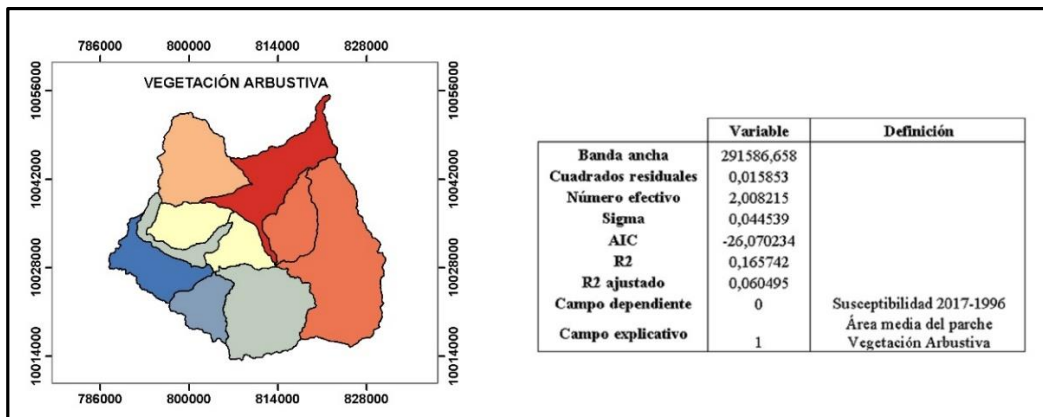 786000 800000 814000 828000
VEGETACIÓN ARBUSTIVA
10056000 10056000
10042000 10042000
10028000 10028000
10014000 10014000
786000 800000 814000 828000
Variable Definición
Banda ancha 291586,658
Cuadrados residuales 0,015853
Número efectivo 2,008215
Sigma 0,044539
AIC -26,070234
R2 0,165742
R2 ajustado 0,060495
Campo dependiente 0 Susceptibilidad 2017-1996
Campo explicativo 1 Área media del parche
Vegetación Arbustiva